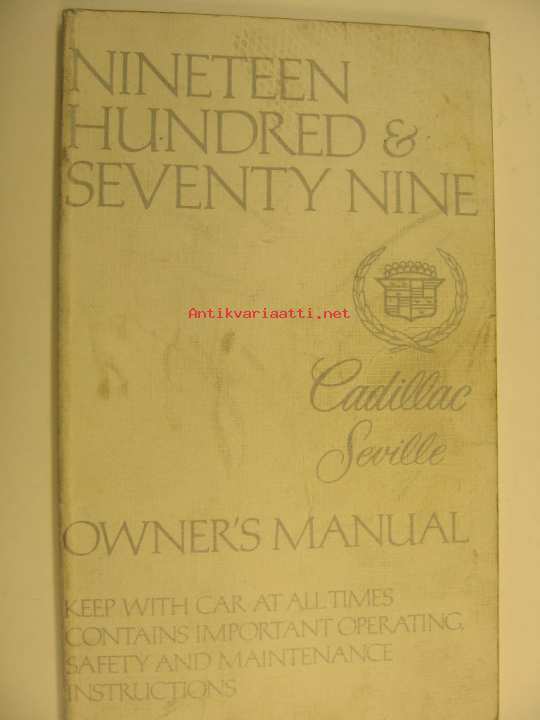 NINETEEN
HUNDRED &
SEVENTY NINE
Antikvariaatti.net
Cadillac
Seville
OWNER'S MANUAL
KEEP WITH CAR AT ALL TIMES
CONTAINS IMPORTANT OPERATING,
SAFETY AND MAINTENANCE
INSTRUCTIONS